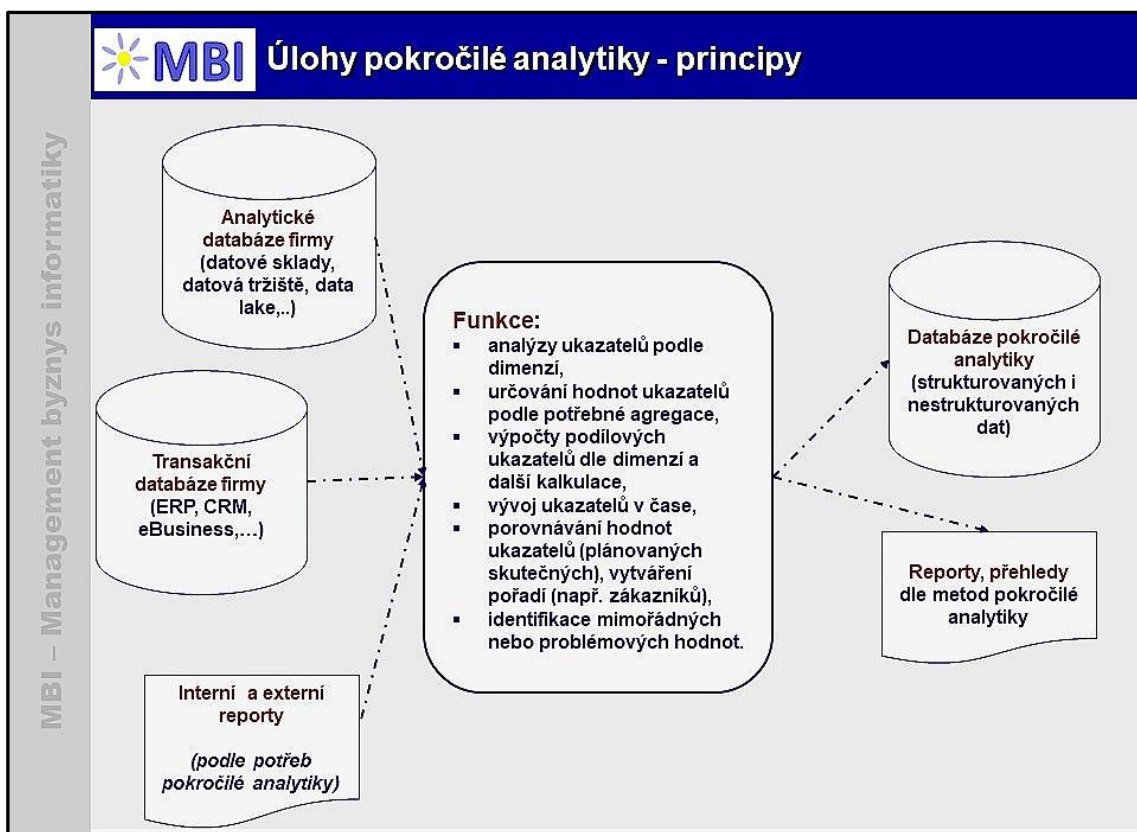 MBI
Úlohy pokročilé analytiky - principy
MBI – Management byznys informatiky
Analytické
databáze firmy
(datové sklady,
datová tržiště, data
lake,..)
Transakční
databáze firmy
(ERP, CRM,
eBusiness,…)
Interní a externí
reporty
(podle potřeb
pokročilé analytiky)
Funkce:
▪ analýzy ukazatelů podle
dimenzí,
▪ určování hodnot ukazatelů
podle potřebné agregace,
▪ výpočty podílových
ukazatelů dle dimenzí a
další kalkulace,
▪ vývoj ukazatelů v čase,
▪ porovnávání hodnot
ukazatelů (plánovaných
skutečných), vytváření
pořadí (např. zákazníků),
▪ identifikace mimořádných
nebo problémových hodnot.
Databáze pokročilé
analytiky
(strukturovaných i
nestrukturovaných
dat)
Reporty, přehledy
dle metod pokročilé
analytiky